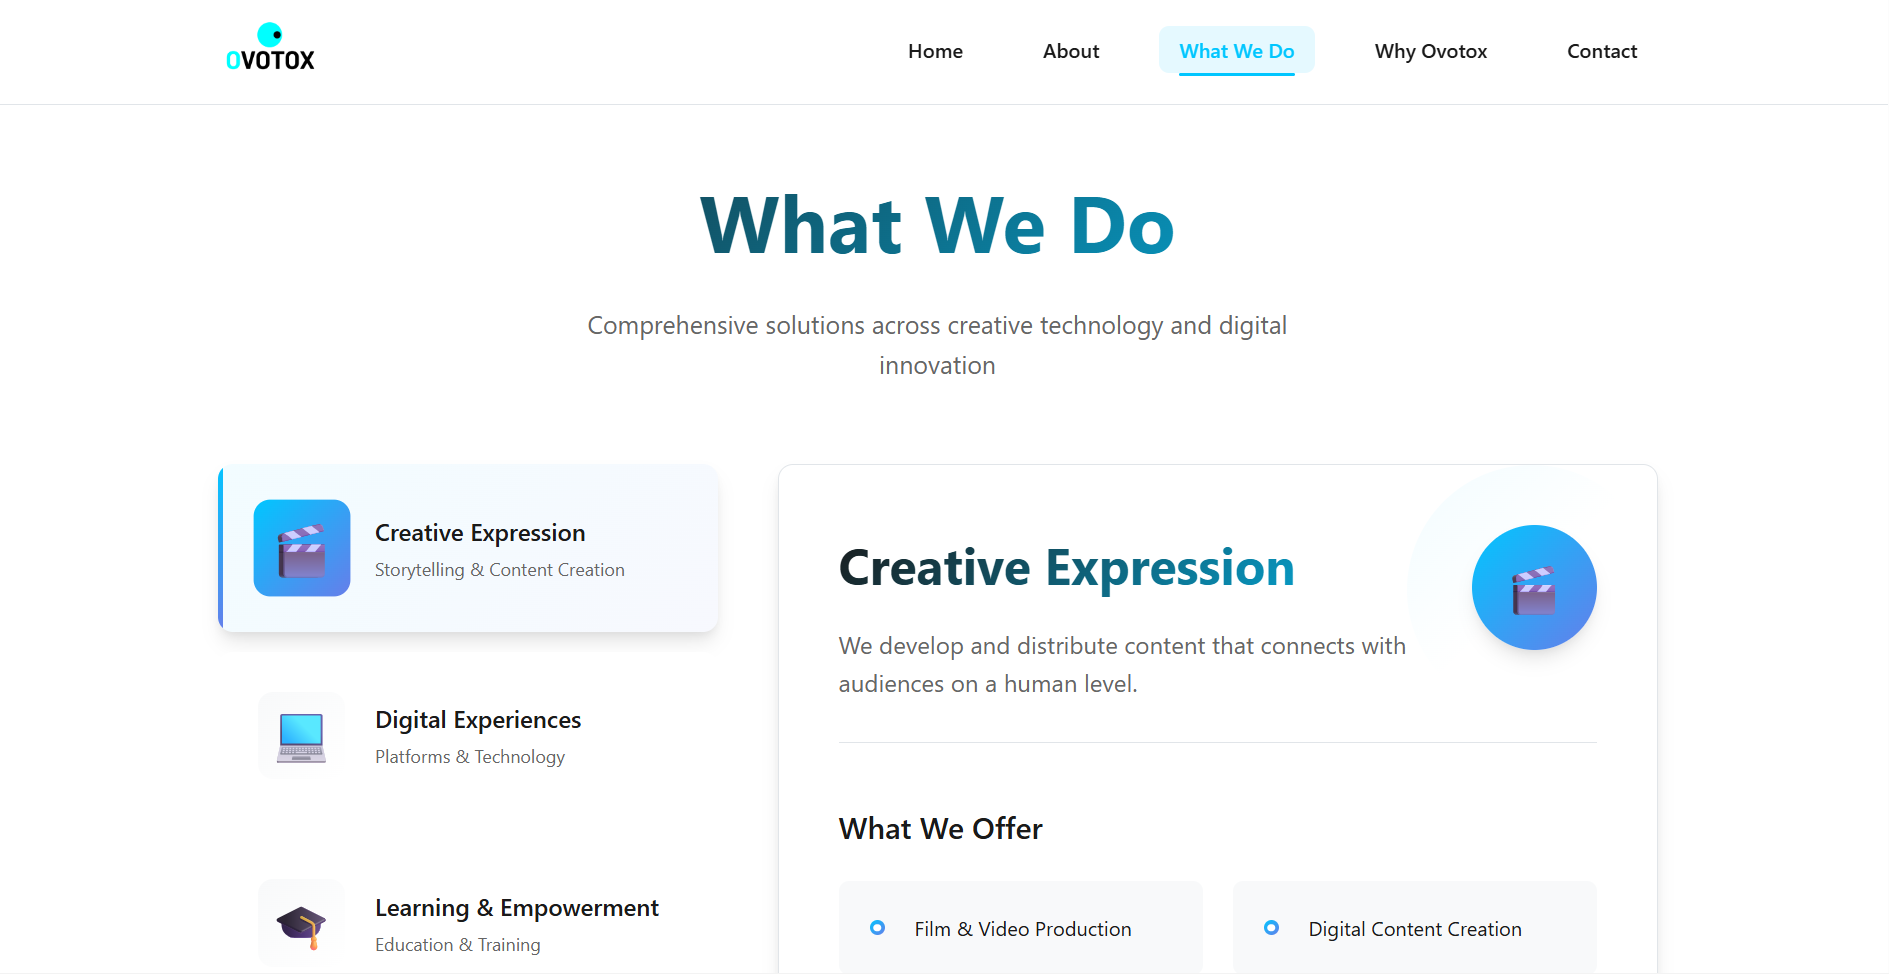 OVOTOX
Home
About
What We Do
Why Ovotox
Contact
What We Do
Comprehensive solutions across creative technology and digital
innovation
Creative Expression
Storytelling & Content Creation
Digital Experiences
Platforms & Technology
Learning & Empowerment
Education & Training
Creative Expression
We develop and distribute content that connects with
audiences on a human level.
What We Offer
Film & Video Production
Digital Content Creation